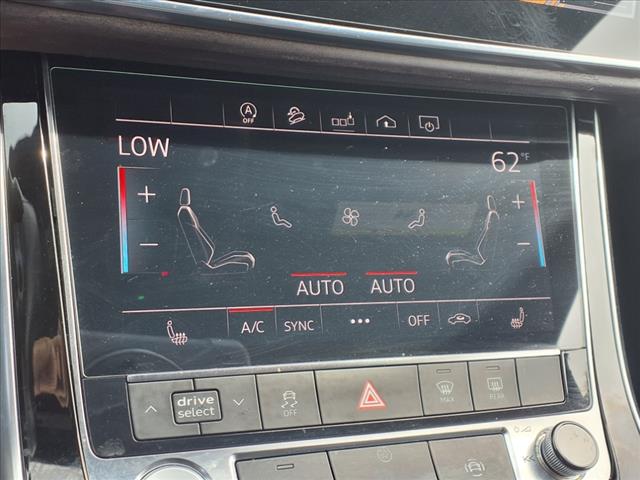 A
OFF
LOW 62 °F
+ +
− −
AUTO AUTO
A/C SYNC ••• OFF
drive
select
OFF
MAX
REAR